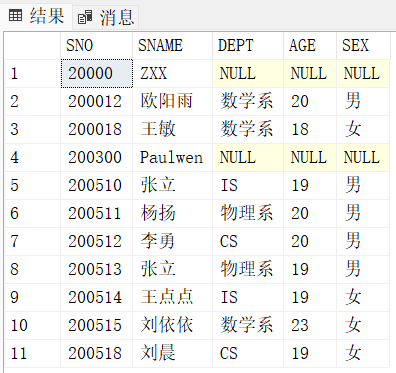 结果 消息
SNO SNAME DEPT AGE SEX
1 20000 ZXX NULL NULL NULL
2 200012 欧阳雨 数学系 20 男
3 200018 王敏 数学系 18 女
4 200300 Paulwen NULL NULL NULL
5 200510 张立 IS 19 男
6 200511 杨扬 物理系 20 男
7 200512 李勇 CS 20 男
8 200513 张立 物理系 19 男
9 200514 王点点 IS 19 女
10 200515 刘依依 数学系 23 女
11 200518 刘晨 CS 19 女